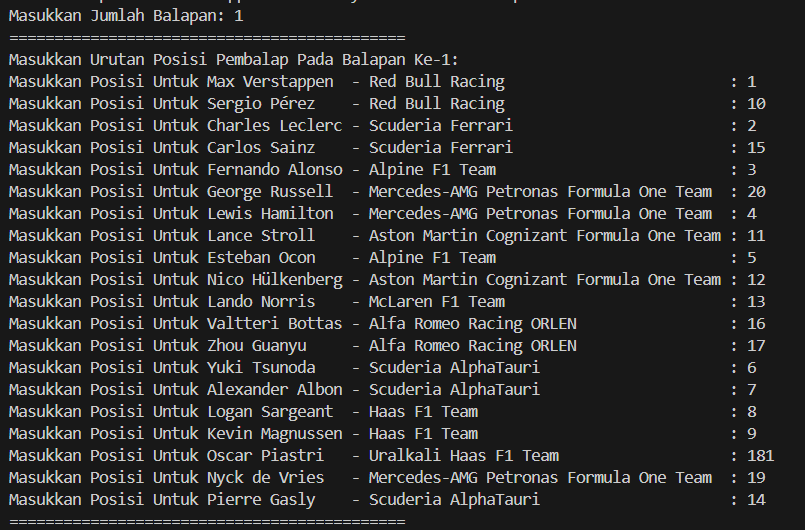 Masukkan Jumlah Balapan: 1
============================================
Masukkan Urutan Posisi Pembalap Pada Balapan Ke-1:
Masukkan Posisi Untuk Max Verstappen  - Red Bull Racing                         : 1
Masukkan Posisi Untuk Sergio Pérez    - Red Bull Racing                         : 10
Masukkan Posisi Untuk Charles Leclerc - Scuderia Ferrari                        : 2
Masukkan Posisi Untuk Carlos Sainz    - Scuderia Ferrari                        : 15
Masukkan Posisi Untuk Fernando Alonso - Alpine F1 Team                          : 3
Masukkan Posisi Untuk George Russell  - Mercedes-AMG Petronas Formula One Team  : 20
Masukkan Posisi Untuk Lewis Hamilton  - Mercedes-AMG Petronas Formula One Team  : 4
Masukkan Posisi Untuk Lance Stroll    - Aston Martin Cognizant Formula One Team : 11
Masukkan Posisi Untuk Esteban Ocon    - Alpine F1 Team                          : 5
Masukkan Posisi Untuk Nico Hülkenberg - Aston Martin Cognizant Formula One Team : 12
Masukkan Posisi Untuk Lando Norris    - McLaren F1 Team                         : 13
Masukkan Posisi Untuk Valtteri Bottas - Alfa Romeo Racing ORLEN                 : 16
Masukkan Posisi Untuk Zhou Guanyu     - Alfa Romeo Racing ORLEN                 : 17
Masukkan Posisi Untuk Yuki Tsunoda    - Scuderia AlphaTauri                     : 6
Masukkan Posisi Untuk Alexander Albon - Scuderia AlphaTauri                     : 7
Masukkan Posisi Untuk Logan Sargeant  - Haas F1 Team                            : 8
Masukkan Posisi Untuk Kevin Magnussen - Haas F1 Team                            : 9
Masukkan Posisi Untuk Oscar Piastri   - Uralkali Haas F1 Team                   : 181
Masukkan Posisi Untuk Nyck de Vries   - Mercedes-AMG Petronas Formula One Team  : 19
Masukkan Posisi Untuk Pierre Gasly    - Scuderia AlphaTauri                     : 14
============================================